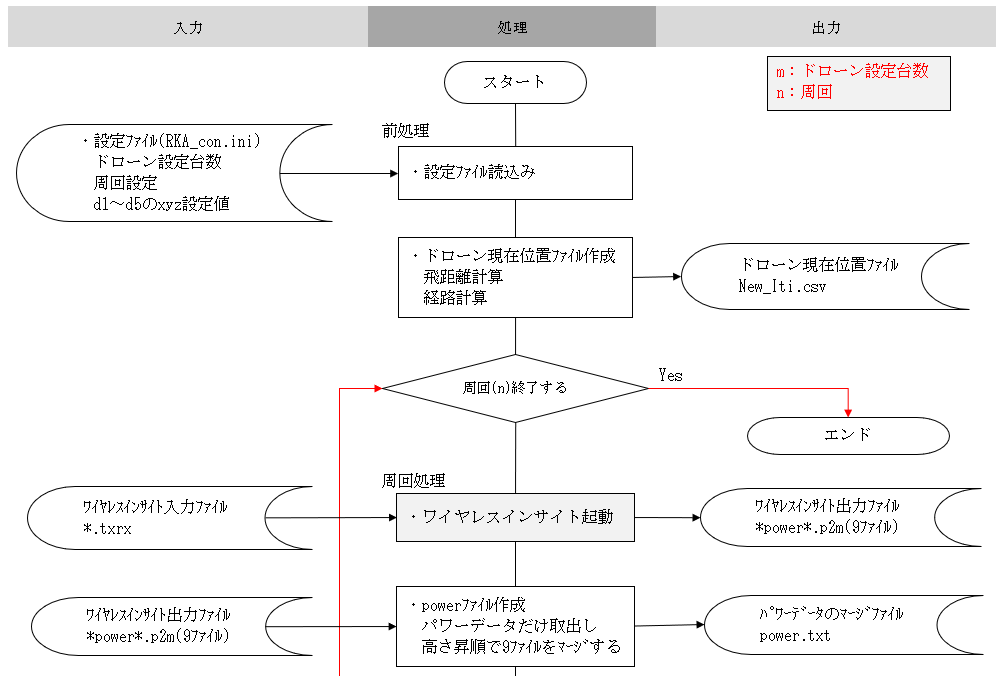 入力
処理
出力
スタート
m：ドローン設定台数
n：周回
前処理
・設定ﾌｧｲﾙ(RKA_con.ini)
ドローン設定台数
周回設定
d1～d5のxyz設定値
・設定ﾌｧｲﾙ読込み
・ドローン現在位置ﾌｧｲﾙ作成
飛距離計算
経路計算
ドローン現在位置ﾌｧｲﾙ
New_Iti.csv
周回(n)終了する
Yes
エンド
周回処理
ﾜｲﾔﾚｽｲﾝｻｲﾄ入力ﾌｧｲﾙ
*.txrx
・ワイヤレスインサイト起動
ﾜｲﾔﾚｽｲﾝｻｲﾄ出力ﾌｧｲﾙ
*power*.p2m(9ﾌｧｲﾙ)
ﾜｲﾔﾚｽｲﾝｻｲﾄ出力ﾌｧｲﾙ
*power*.p2m(9ﾌｧｲﾙ)
・powerﾌｧｲﾙ作成
パワーデータだけ取出し
高さ昇順で9ﾌｧｲﾙをﾏｰｼﾞする
ﾊﾟﾜｰﾃﾞｰﾀのﾏｰｼﾞﾌｧｲﾙ
power.txt